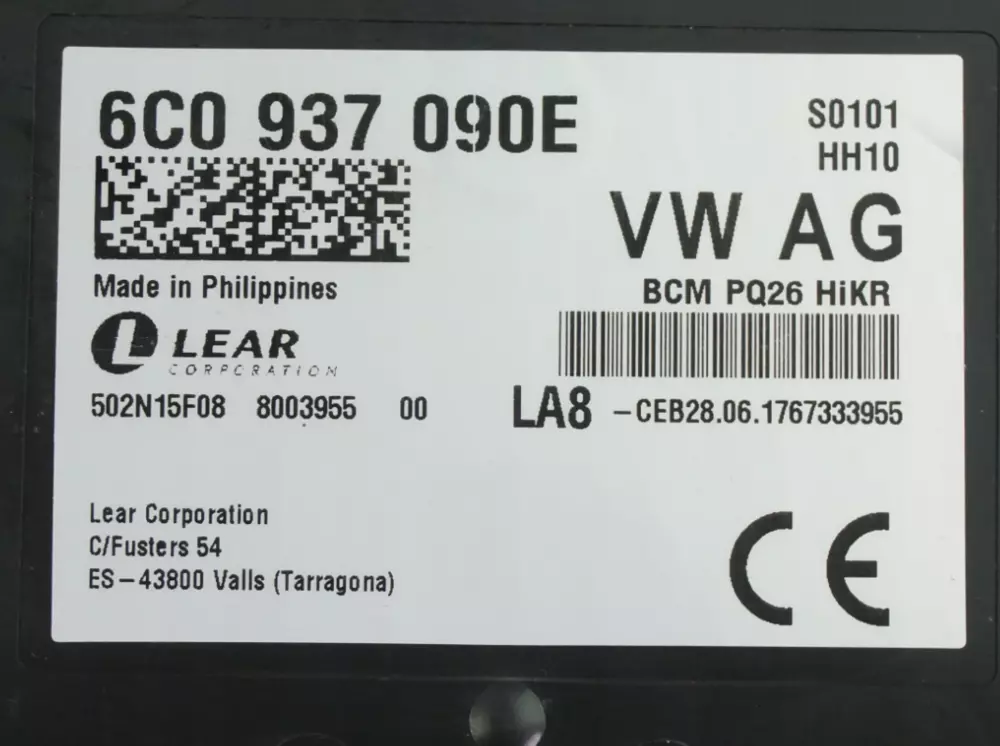 6C0 937 090E
S0101
HH10
VW AG
Made in Philippines
BCM PQ26 HiKR
L LEAR
CORPORATION
502N15F08 8003955 00
LA8 -CEB28.06.1767333955
Lear Corporation
C/Fusters 54
ES-43800 Valls (Tarragona)
CE